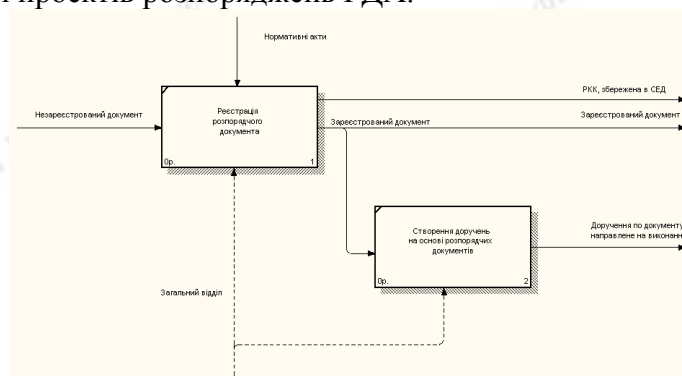 і проєктів розпоряджень РДА.
Нормативні акти
РКК, збережена в СЕД
Незареєстрований документ
Реєстрація
розпорядчого
документа
Зареєстрований документ
Зареєстрований документ
0р. 1
Створення доручень
на основі розпорядчих
документів
Доручення по документу
направлене на виконанн
0р. 2
Загальний відділ